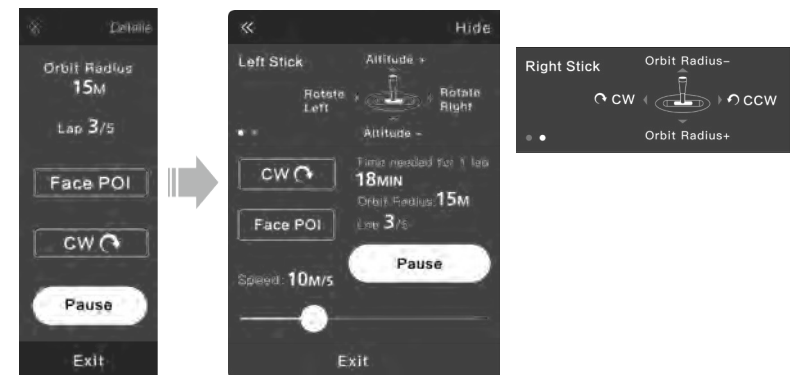 Details
Orbit Radius
15M
Lap 3/5
Face POI
CW
Pause
Exit
Hide
Left Stick
Altitude +
Rotate Left
Rotate Right
Altitude -
CW
Time needed for 1 lap
18MIN
Orbit Radius: 15M
Lap 3/5
Face POI
Pause
Speed: 10M/S
Exit
Right Stick
Orbit Radius–
CW
CCW
Orbit Radius+